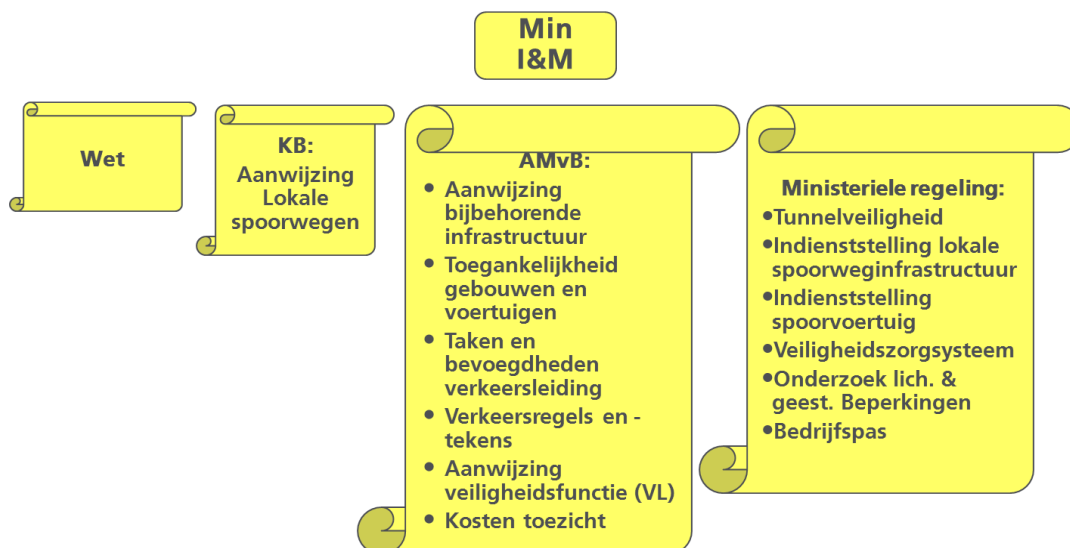 Min
I&M
Wet
KB:
Aanwijzing
Lokale
spoorwegen
AMvB:
• Aanwijzing
bijbehorende
infrastructuur
• Toegankelijkheid
gebouwen en
voertuigen
• Taken en
bevoegdheden
verkeersleiding
• Verkeersregels en -
tekens
• Aanwijzing
veiligheidsfunctie (VL)
• Kosten toezicht
Ministeriele regeling:
•Tunnelveiligheid
•Indienststelling lokale
spoorweginfrastructuur
•Indienststelling
spoorvoertuig
•Veiligheidszorgsysteem
•Onderzoek lich. &
geest. Beperkingen
•Bedrijfspas